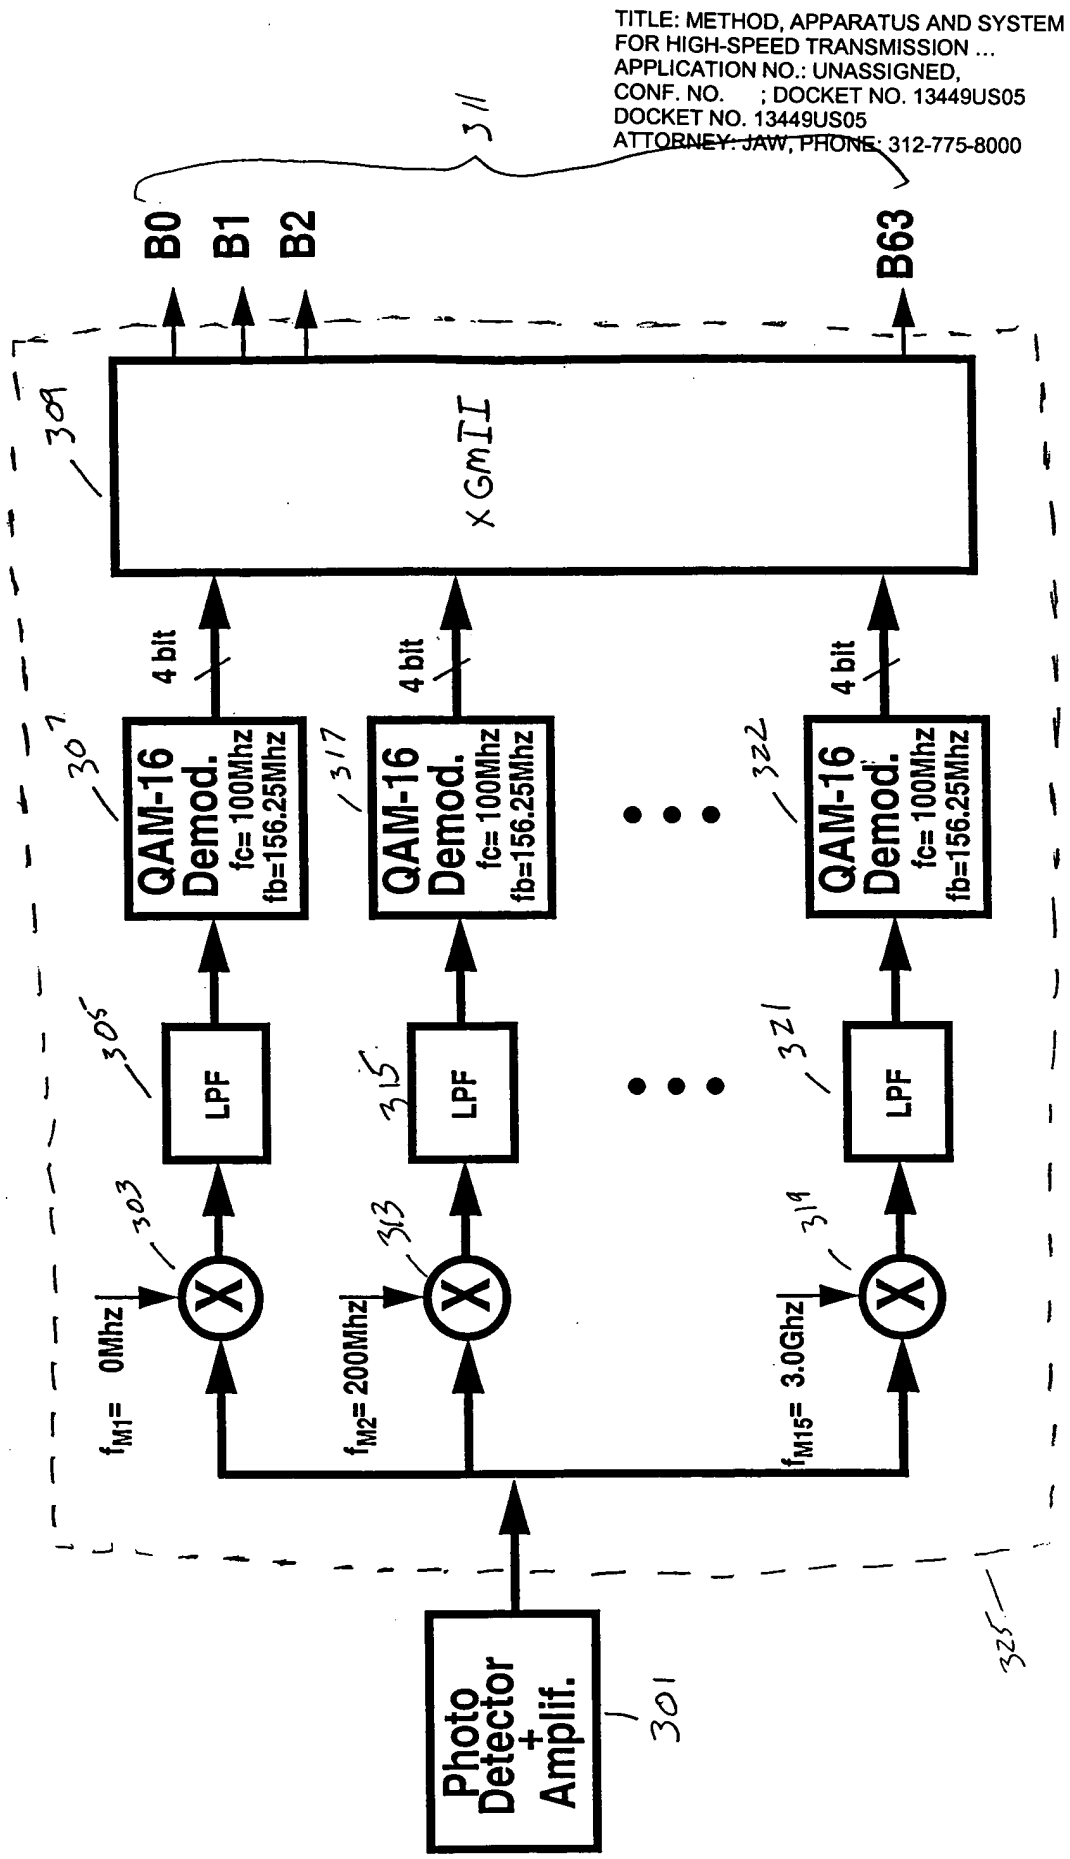 TITLE: METHOD, APPARATUS AND SYSTEM
FOR HIGH-SPEED TRANSMISSION ...
APPLICATION NO.: UNASSIGNED,
CONF. NO. ; DOCKET NO. 13449US05
DOCKET NO. 13449US05
ATTORNEY: JAW, PHONE: 312-775-8000
311
B0
B1
B2
B63
309
XGMII
4 bit
4 bit
4 bit
307
QAM-16
Demod.
fc= 100Mhz
fb=156.25Mhz
317
QAM-16
Demod.
fc= 100Mhz
fb=156.25Mhz
322
QAM-16
Demod.
fc= 100Mhz
fb=156.25Mhz
305
LPF
315
LPF
321
LPF
303
X
fM1= 0Mhz
313
X
fM2= 200Mhz
319
X
fM15= 3.0Ghz
Photo
Detector
+
Amplif.
301
325